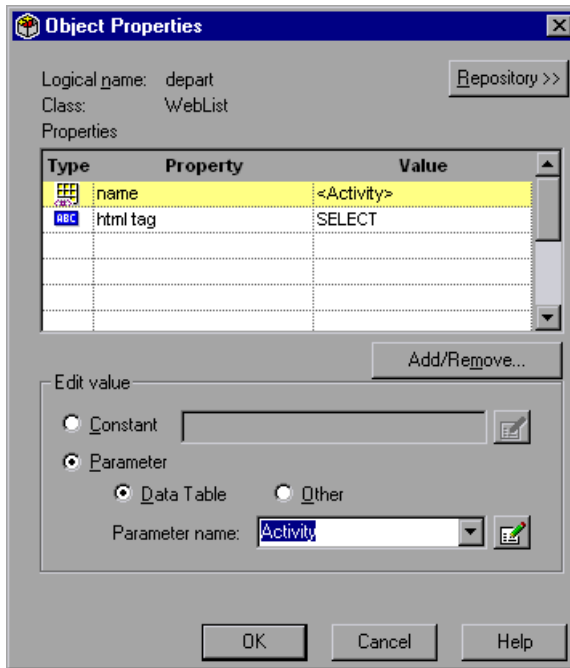 Object Properties
Logical name: depart
Repository >>
Class: WebList
Properties
Type Property Value
name <Activity>
ABC html tag SELECT
Add/Remove...
Edit value
Constant
Parameter
Data Table Other
Parameter name: Activity
OK Cancel Help